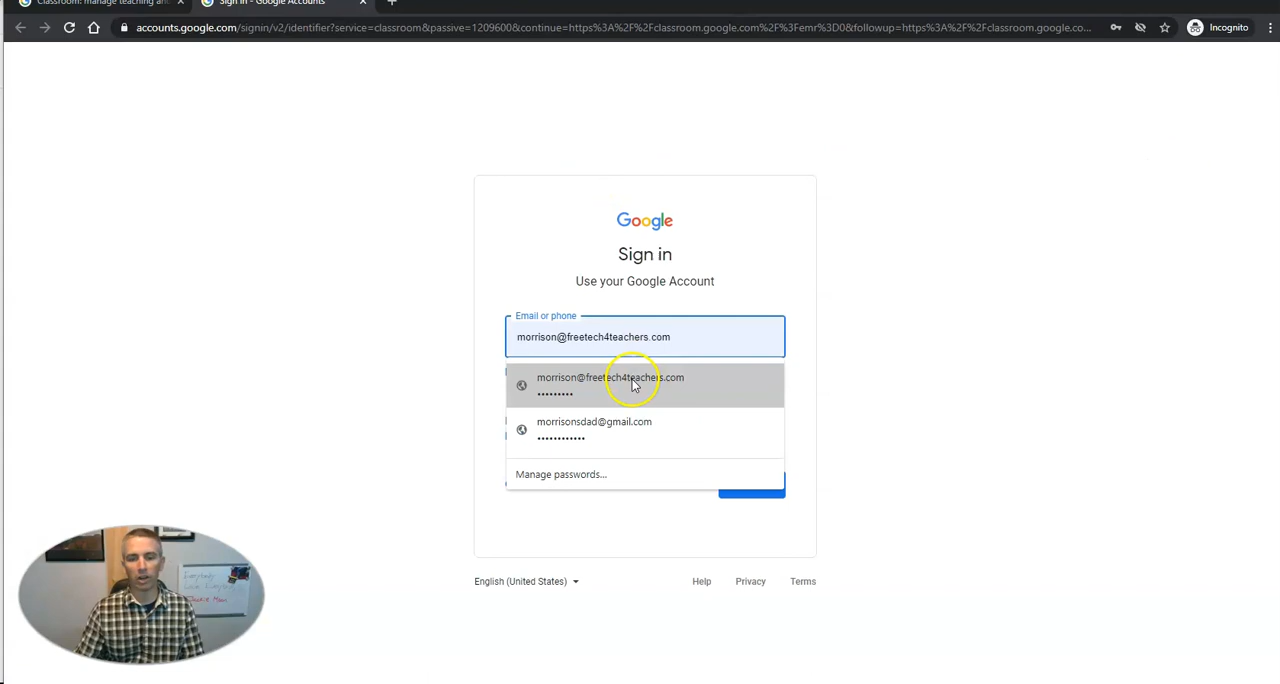 Classroom: manage teaching and
Sign in - Google Accounts
accounts.google.com/signin/v2/identifier?service=classroom&passive=1209600&continue=https%3A%2F%2Fclassroom.google.com%2F%3Femr%3D0&followup=https%3A%2F%2Fclassroom.google.co...
Incognito
Google
Sign in
Use your Google Account
Email or phone
morrison@freetech4teachers.com
morrison@freetech4teachers.com
•••••••••
morrisonsdad@gmail.com
••••••••••••
Manage passwords...
English (United States)
Help
Privacy
Terms